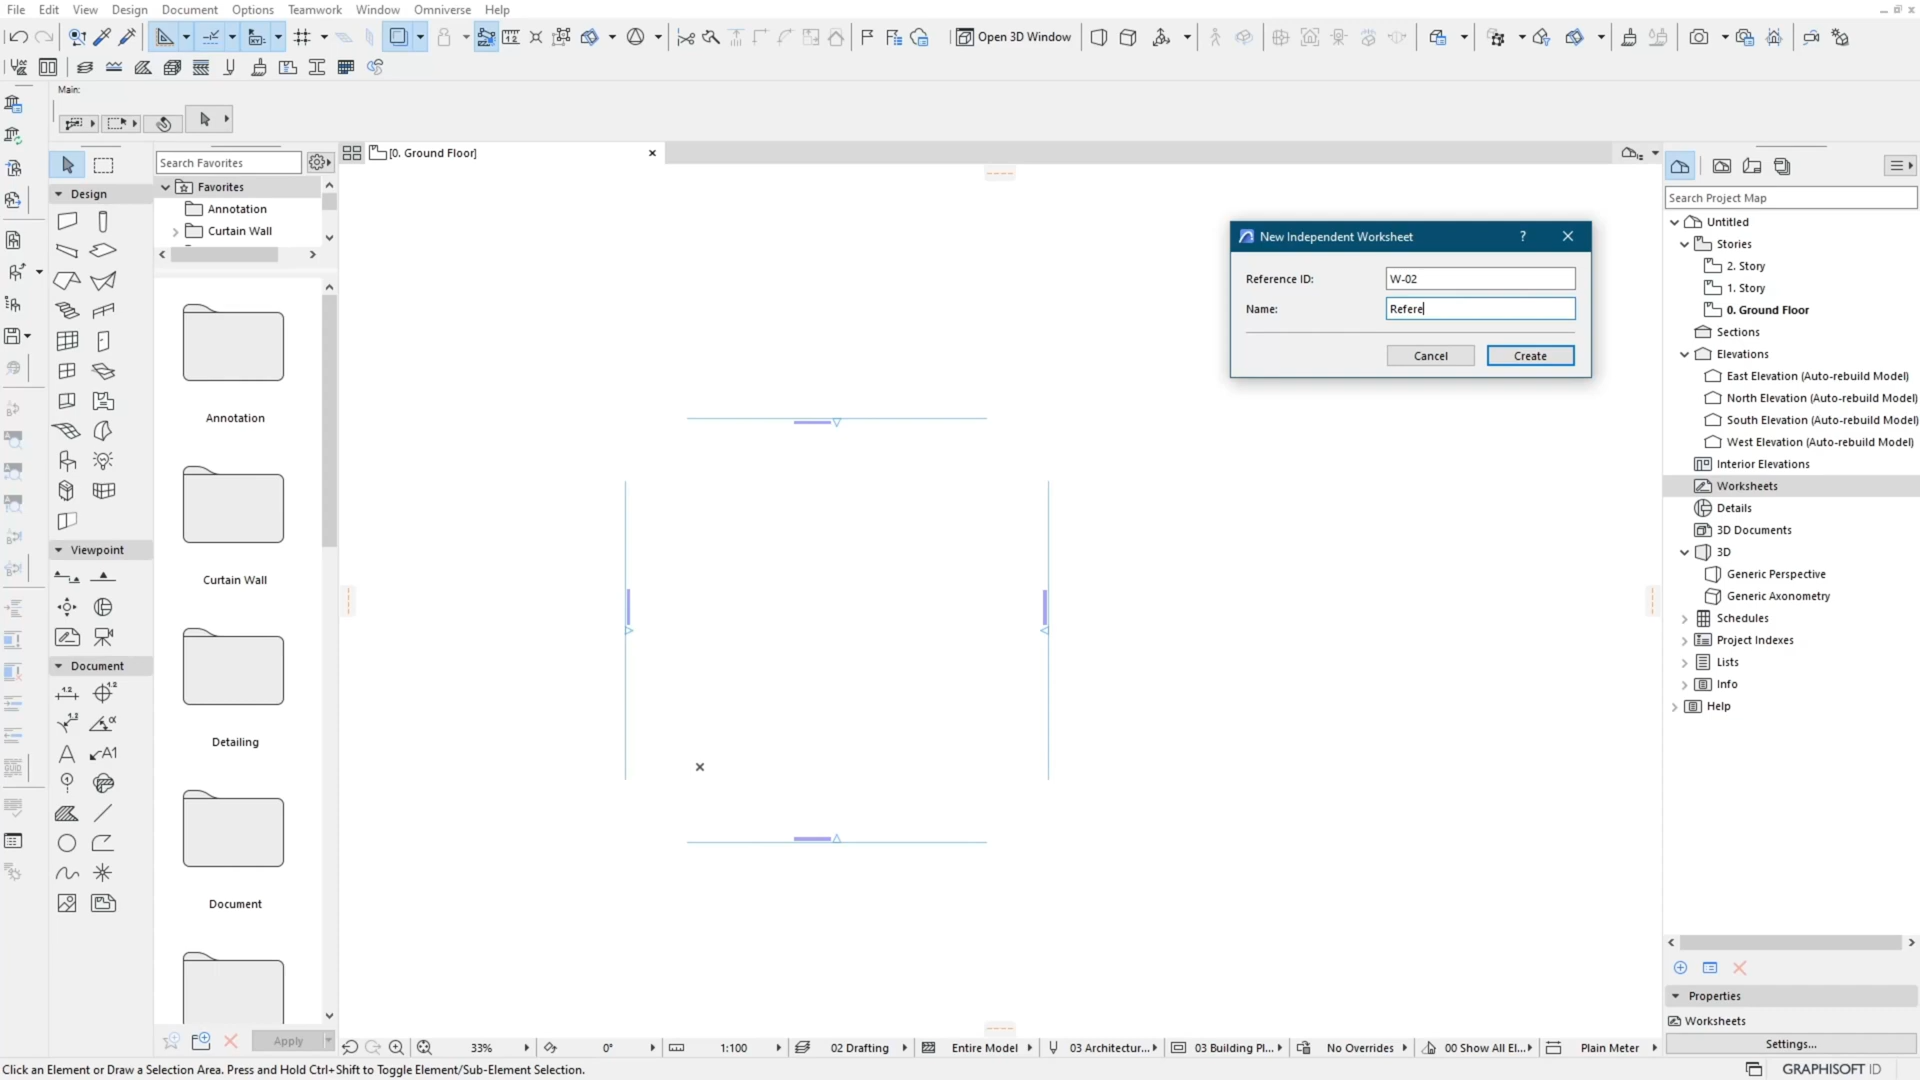 File Edit View Design Document Options Teamwork Window Omniverse Help
Open 3D Window
Main:
Search Favorites
[0. Ground Floor]
Design
Favorites
Annotation
Curtain Wall
Annotation
Curtain Wall
Detailing
Document
Viewpoint
Document
New Independent Worksheet
Reference ID: W-02
Name: Refere
Cancel Create
Search Project Map
Untitled
Stories
2. Story
1. Story
0. Ground Floor
Sections
Elevations
East Elevation (Auto-rebuild Model)
North Elevation (Auto-rebuild Model)
South Elevation (Auto-rebuild Model)
West Elevation (Auto-rebuild Model)
Interior Elevations
Worksheets
Details
3D Documents
3D
Generic Perspective
Generic Axonometry
Schedules
Project Indexes
Lists
Info
Help
Properties
Worksheets
Settings...
Apply
33% 0° 1:100 02 Drafting Entire Model 03 Architectur... 03 Building Pl... No Overrides 00 Show All El... Plain Meter
Click an Element or Draw a Selection Area. Press and Hold Ctrl+Shift to Toggle Element/Sub-Element Selection.
GRAPHISOFT ID